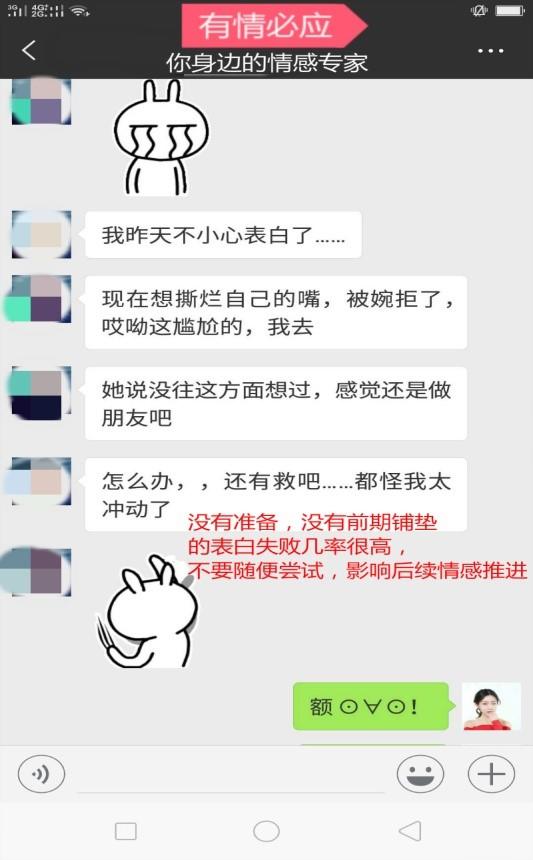 3G
4G
2G
有情必应
你身边的情感专家
我昨天不小心表白了......
现在想撕烂自己的嘴，被婉拒了，
哎呦这尴尬的，我去
她说没往这方面想过，感觉还是做
朋友吧
怎么办，，还有救吧......都怪我太
冲动了
没有准备，没有前期铺垫
的表白失败几率很高，
不要随便尝试，影响后续情感推进
额⊙∀⊙!